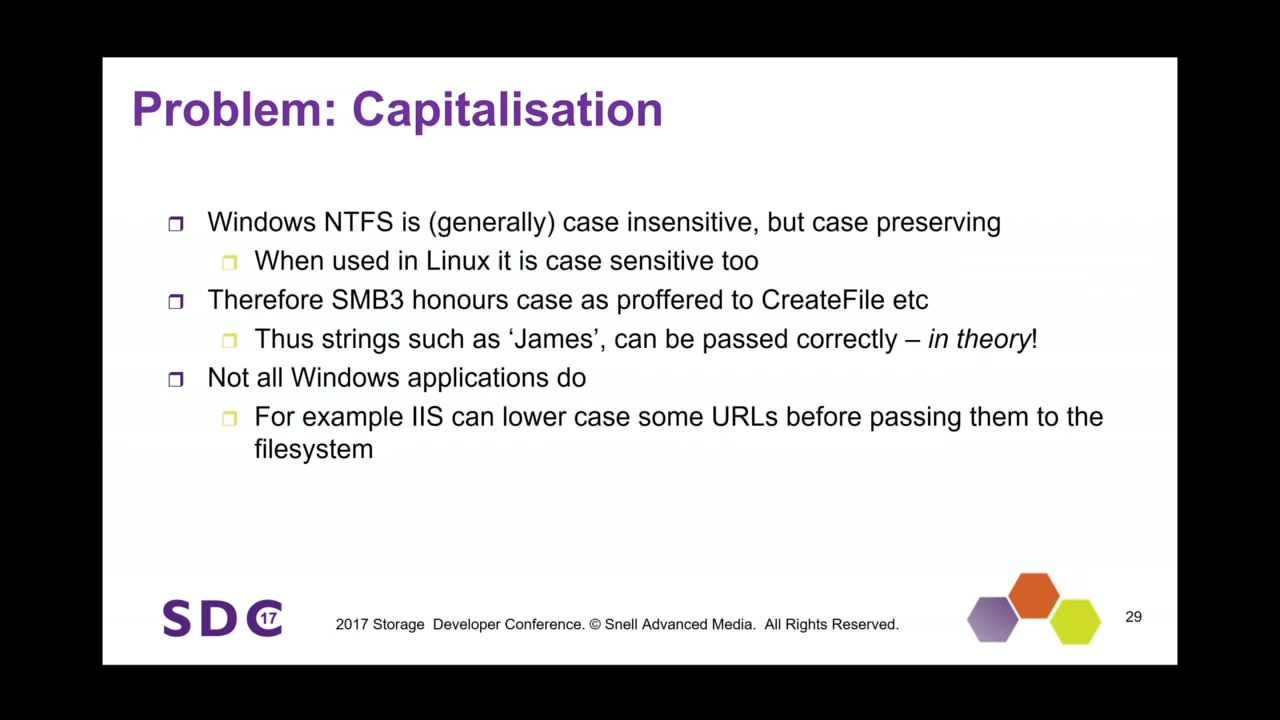 Problem: Capitalisation
Windows NTFS is (generally) case insensitive, but case preserving
When used in Linux it is case sensitive too
Therefore SMB3 honours case as proffered to CreateFile etc
Thus strings such as ‘James’, can be passed correctly – in theory!
Not all Windows applications do
For example IIS can lower case some URLs before passing them to the
filesystem
SDC 17
2017 Storage Developer Conference. © Snell Advanced Media. All Rights Reserved.
29